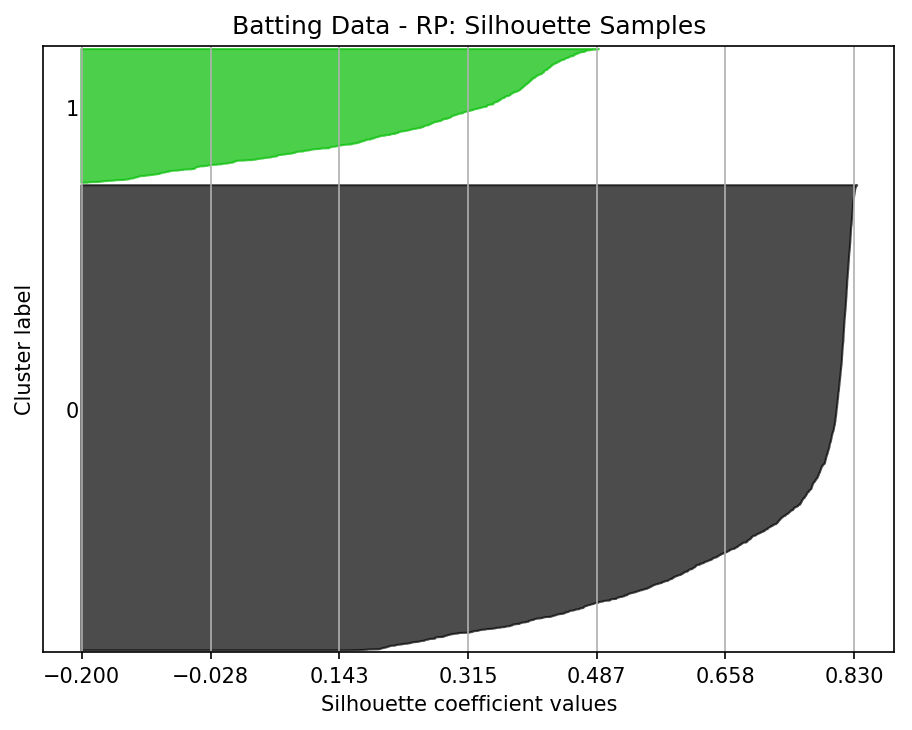 Batting Data - RP: Silhouette Samples
1
Cluster label
0
−0.200 −0.028 0.143 0.315 0.487 0.658 0.830
Silhouette coefficient values